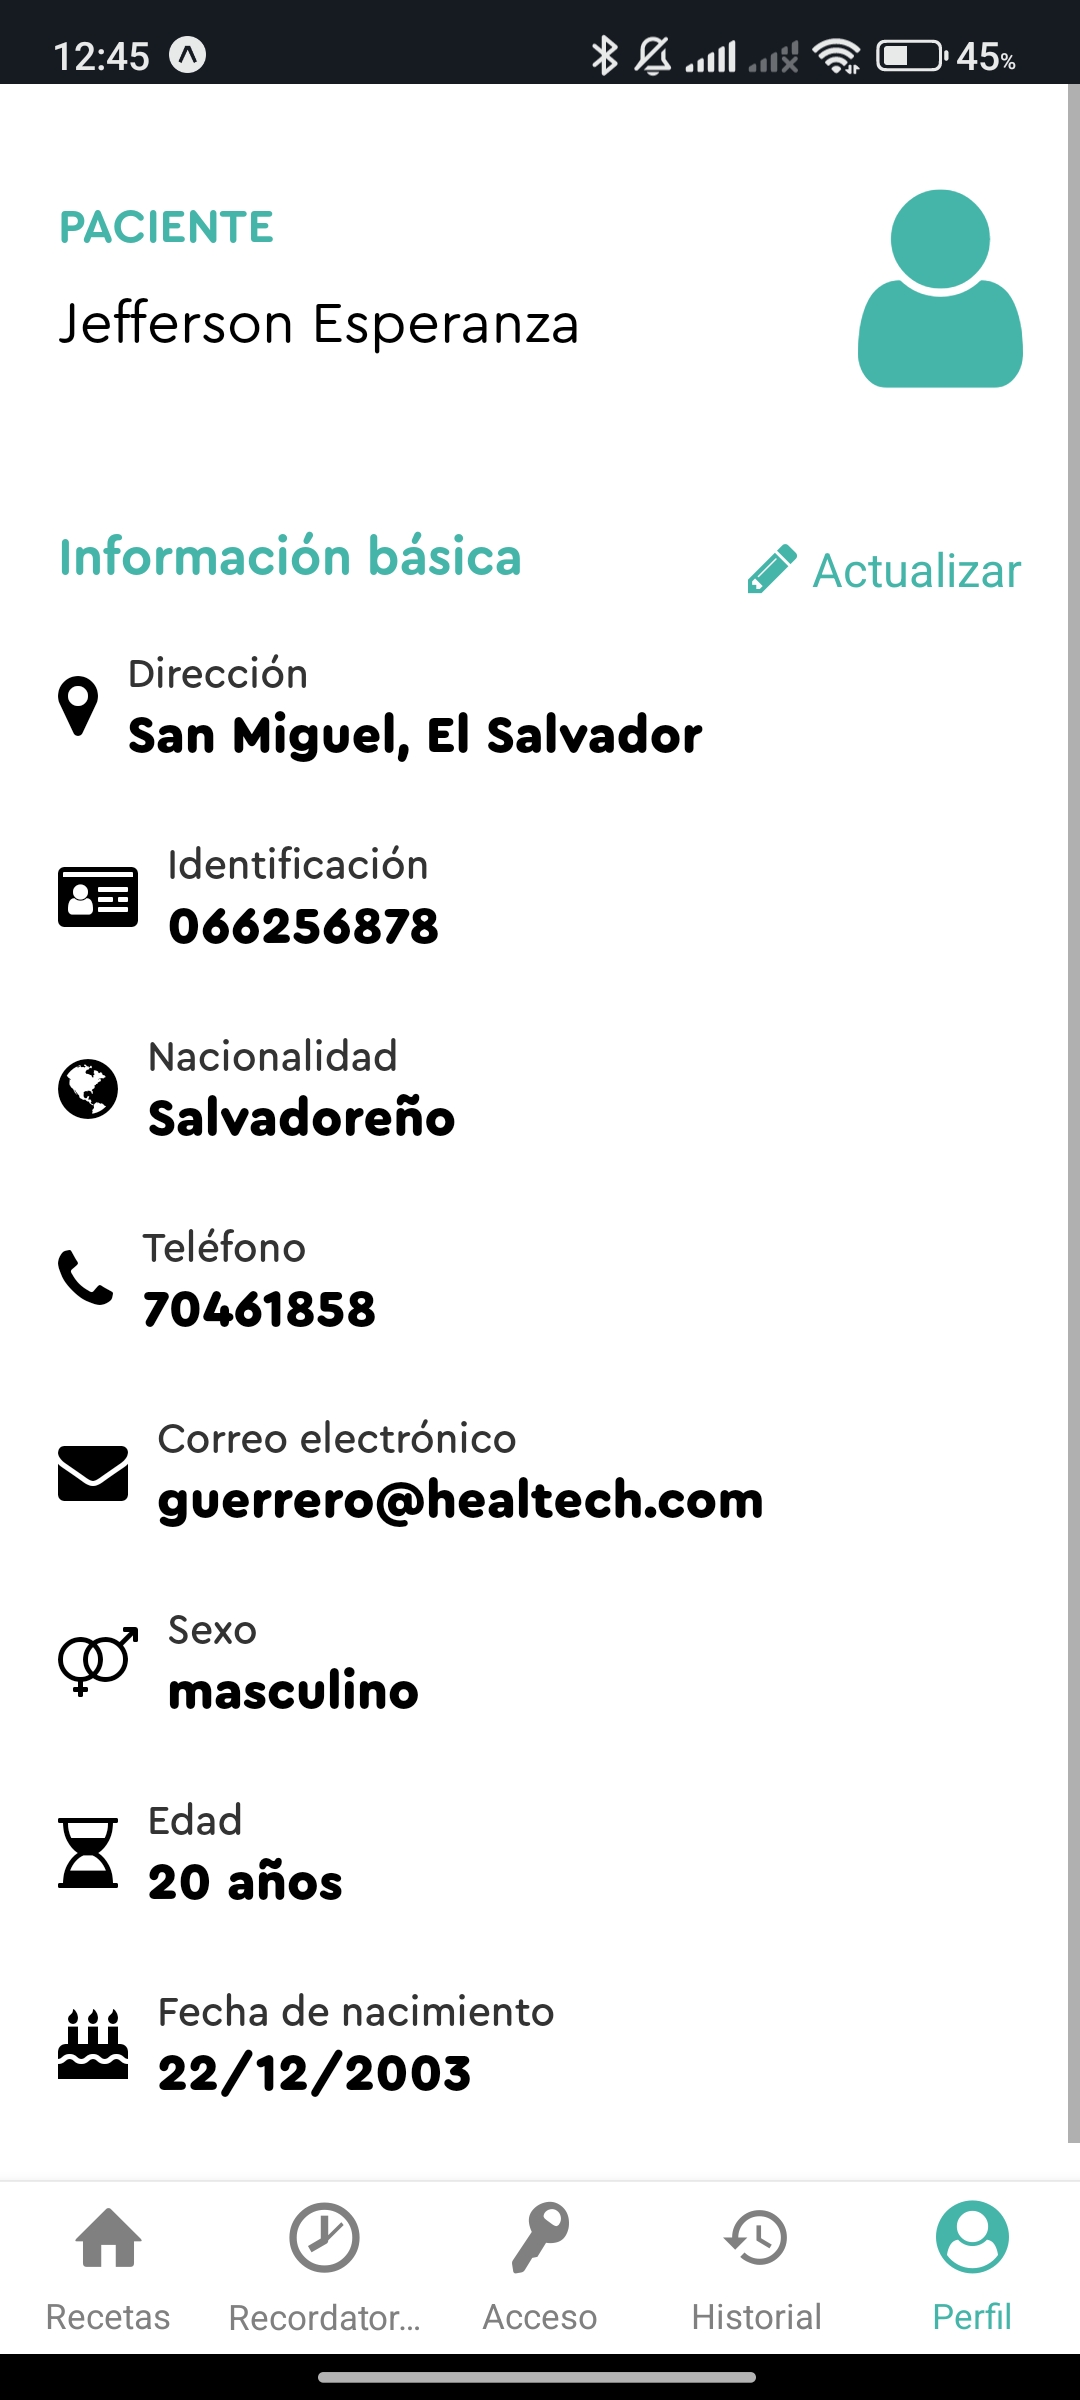 12:45
45%
PACIENTE
Jefferson Esperanza
Información básica
Actualizar
Dirección
San Miguel, El Salvador
Identificación
066256878
Nacionalidad
Salvadoreño
Teléfono
70461858
Correo electrónico
guerrero@healtech.com
Sexo
masculino
Edad
20 años
Fecha de nacimiento
22/12/2003
Recetas Recordator... Acceso Historial Perfil